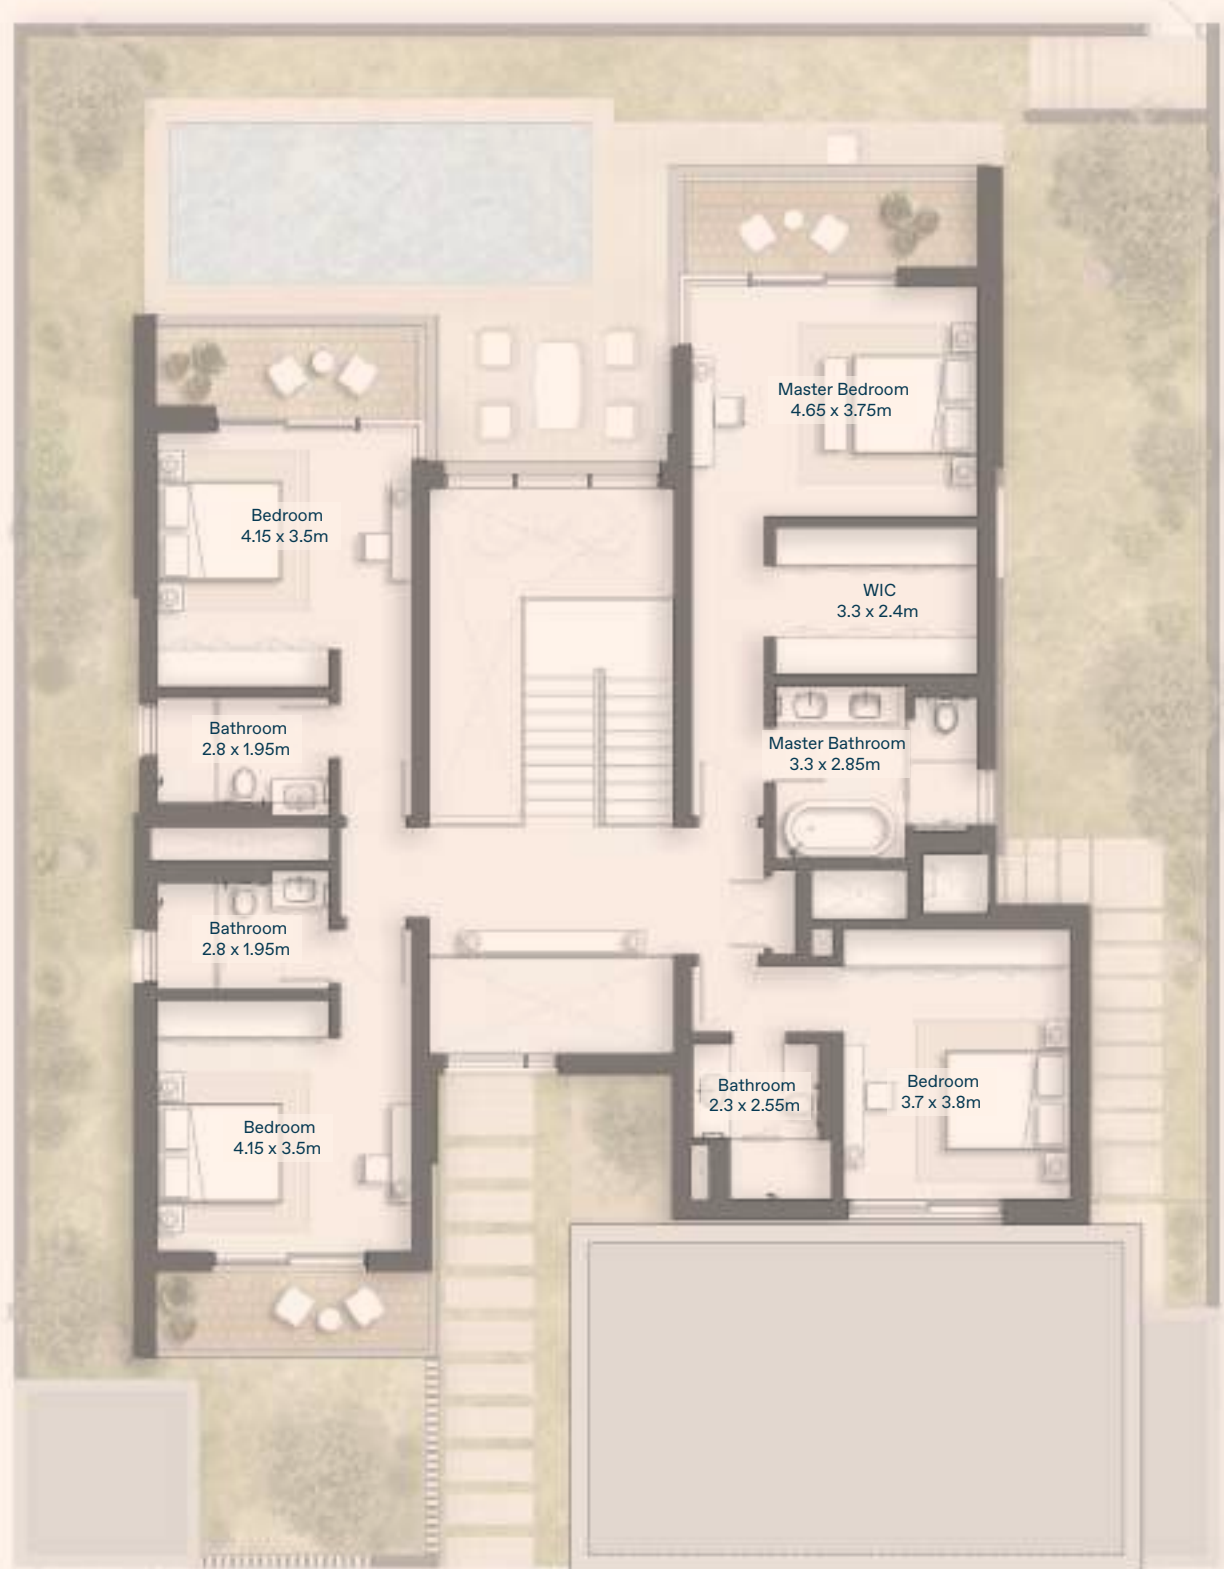 Master Bedroom
4.65 x 3.75m
Bedroom
4.15 x 3.5m
WIC
3.3 x 2.4m
Bathroom
2.8 x 1.95m
Master Bathroom
3.3 x 2.85m
Bathroom
2.8 x 1.95m
Bathroom
2.3 x 2.55m
Bedroom
3.7 x 3.8m
Bedroom
4.15 x 3.5m